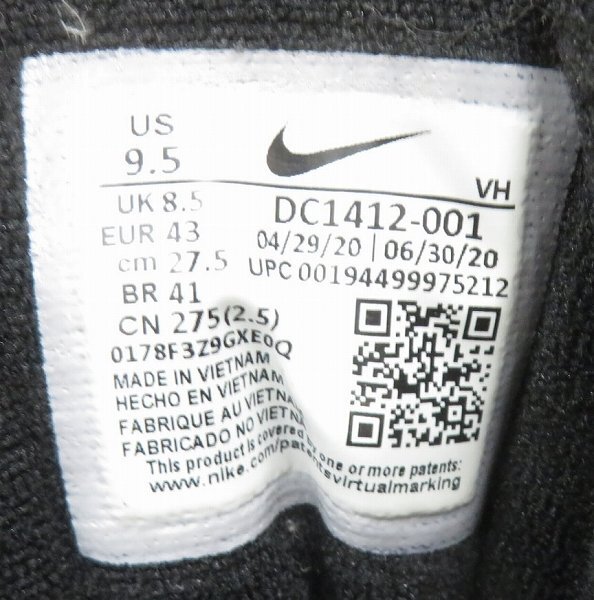 US
9.5
VH
UK 8.5
EUR 43
cm 27.5
BR 41
CN 275(2.5)
0178F3Z9GXE0Q
DC1412-001
04/29/20 | 06/30/20
UPC 00194499975212
MADE IN VIETNAM
HECHO EN VIETNAM
FABRIQUE AU VIETNA
FABRICADO NO VIETNA
This product is covered by one or more patents:
www.nike.com/patentsvirtualmarking